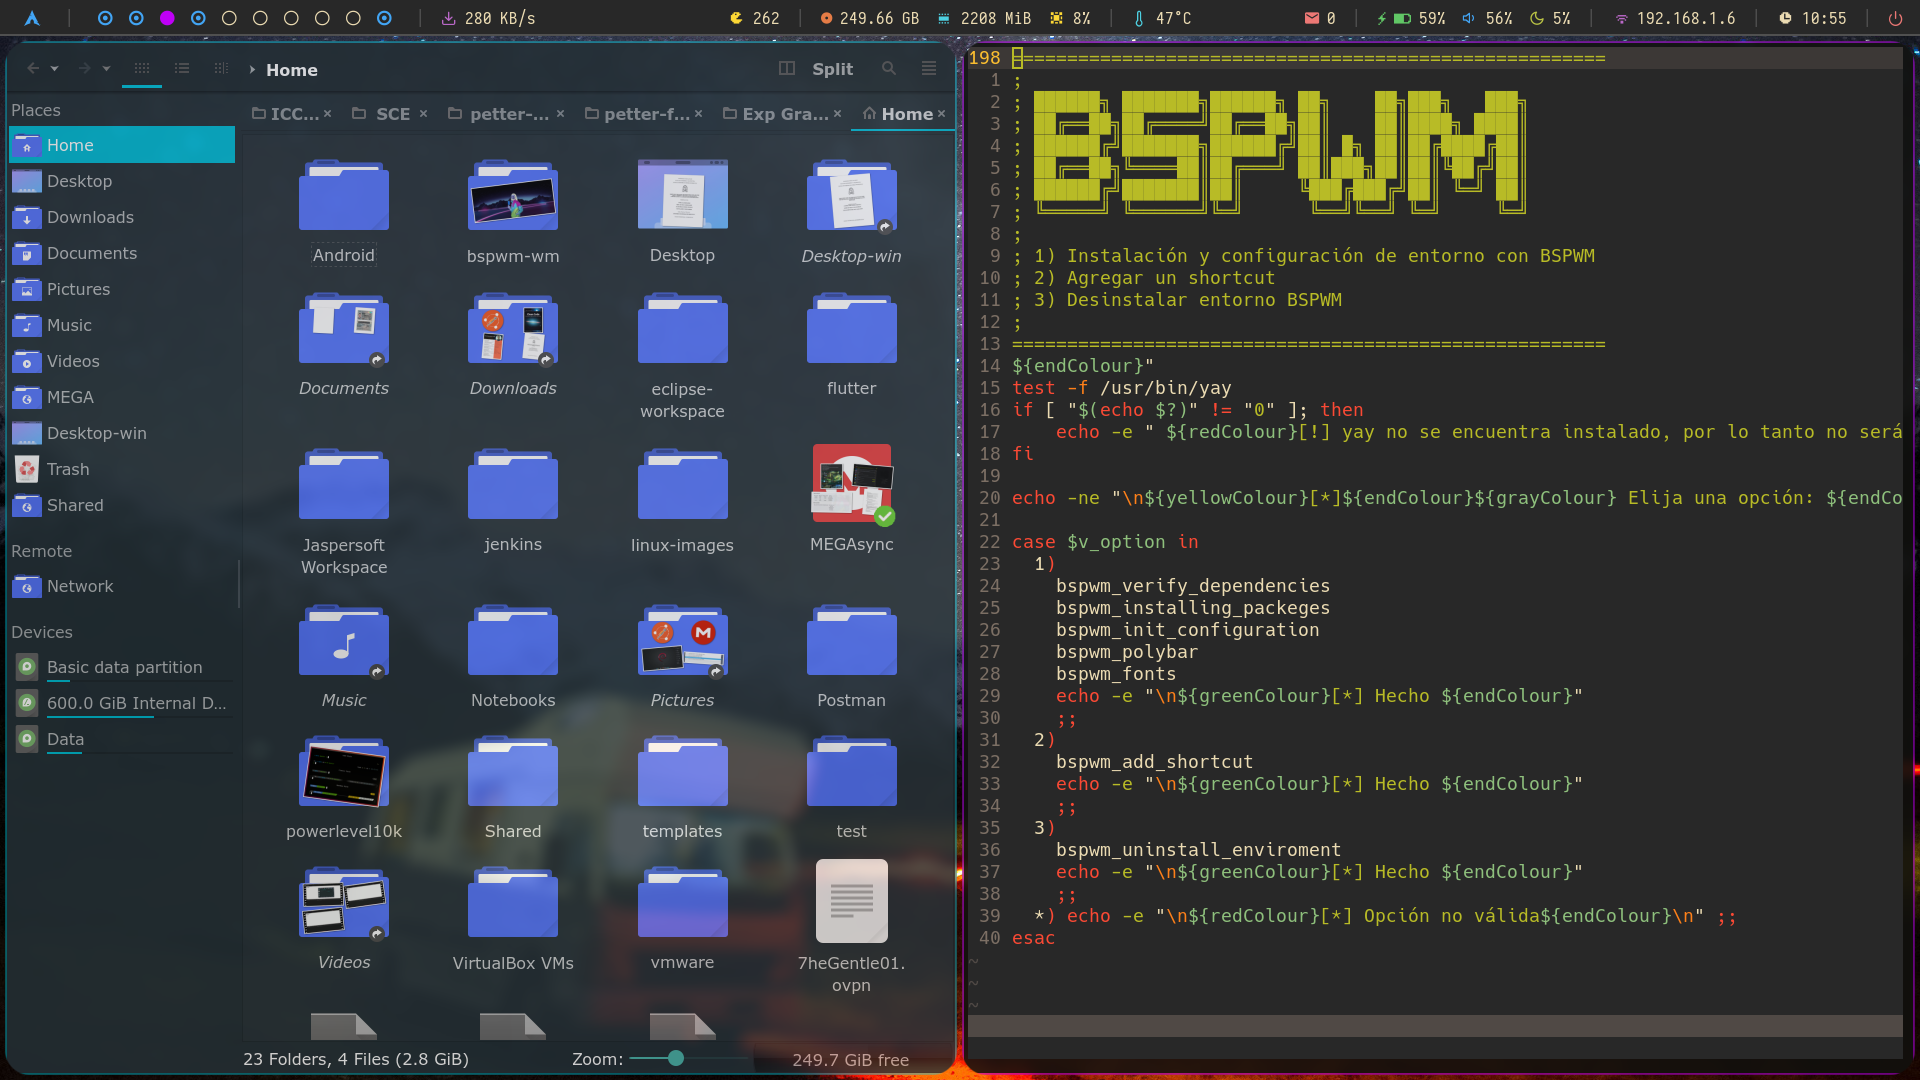 280 KB/s
262
249.66 GB
2208 MiB
8%
47°C
0
59%
56%
5%
192.168.1.6
10:55
Home
Split
ICC...
SCE
petter-...
petter-f...
Exp Gra...
Home
Places
Home
Desktop
Downloads
Documents
Pictures
Music
Videos
MEGA
Desktop-win
Trash
Shared
Remote
Network
Devices
Basic data partition
600.0 GiB Internal D...
Data
Android
bspwm-wm
Desktop
Desktop-win
Documents
Downloads
eclipse-
workspace
flutter
Jaspersoft
Workspace
jenkins
linux-images
MEGAsync
Music
Notebooks
Pictures
Postman
powerlevel10k
Shared
templates
test
Videos
VirtualBox VMs
vmware
7heGentle01.
ovpn
23 Folders, 4 Files (2.8 GiB)
Zoom:
249.7 GiB free
198 ======================================================
1 ;
2 ;
3 ;
4 ;
5 ;
6 ;
7 ;
BSPWM
8 ;
9 ; 1) Instalación y configuración de entorno con BSPWM
10 ; 2) Agregar un shortcut
11 ; 3) Desinstalar entorno BSPWM
12 ;
13 ======================================================
14 ${endColour}"
15 test -f /usr/bin/yay
16 if [ "$(echo $?)" != "0" ]; then
17     echo -e " ${redColour}[!] yay no se encuentra instalado, por lo tanto no será
18 fi
19
20 echo -ne "\n${yellowColour}[*]${endColour}${grayColour} Elija una opción: ${endCo
21
22 case $v_option in
23   1)
24     bspwm_verify_dependencies
25     bspwm_installing_packeges
26     bspwm_init_configuration
27     bspwm_polybar
28     bspwm_fonts
29     echo -e "\n${greenColour}[*] Hecho ${endColour}"
30     ;;
31   2)
32     bspwm_add_shortcut
33     echo -e "\n${greenColour}[*] Hecho ${endColour}"
34     ;;
35   3)
36     bspwm_uninstall_enviroment
37     echo -e "\n${greenColour}[*] Hecho ${endColour}"
38     ;;
39   *) echo -e "\n${redColour}[*] Opción no válida${endColour}\n" ;;
40 esac
~
~
~